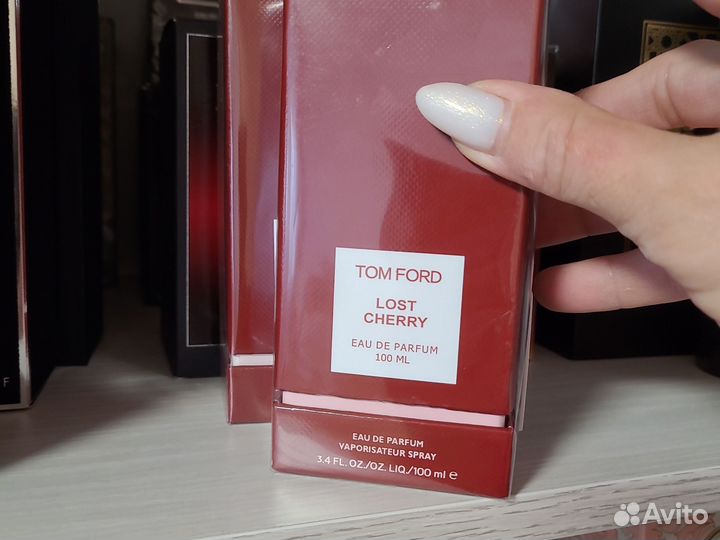 TOM FORD
LOST
CHERRY
EAU DE PARFUM
100 ML
EAU DE PARFUM
VAPORISATEUR SPRAY
3.4 FL. OZ./OZ. LIQ./100 ml e
F
Avito